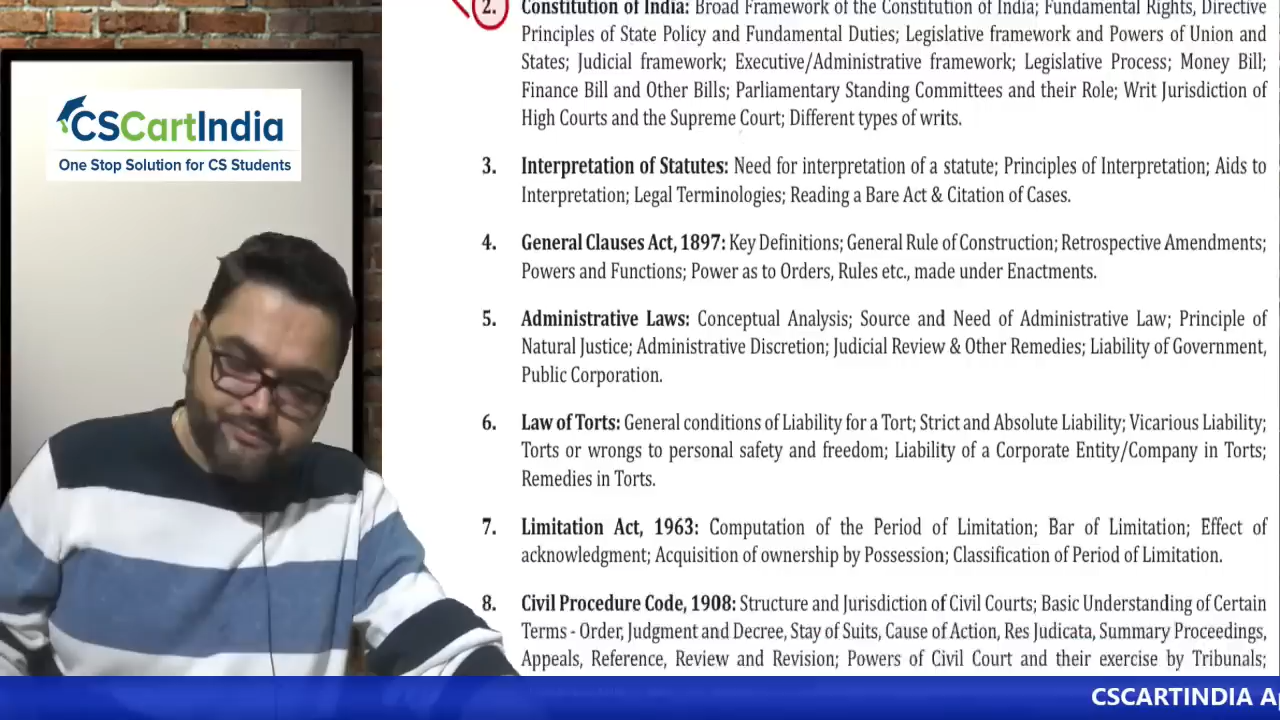 CSCartIndia
One Stop Solution for CS Students
2. Constitution of India: Broad Framework of the Constitution of India; Fundamental Rights, Directive
Principles of State Policy and Fundamental Duties; Legislative framework and Powers of Union and
States; Judicial framework; Executive/Administrative framework; Legislative Process; Money Bill;
Finance Bill and Other Bills; Parliamentary Standing Committees and their Role; Writ Jurisdiction of
High Courts and the Supreme Court; Different types of writs.
3. Interpretation of Statutes: Need for interpretation of a statute; Principles of Interpretation; Aids to
Interpretation; Legal Terminologies; Reading a Bare Act & Citation of Cases.
4. General Clauses Act, 1897: Key Definitions; General Rule of Construction; Retrospective Amendments;
Powers and Functions; Power as to Orders, Rules etc., made under Enactments.
5. Administrative Laws: Conceptual Analysis; Source and Need of Administrative Law; Principle of
Natural Justice; Administrative Discretion; Judicial Review & Other Remedies; Liability of Government,
Public Corporation.
6. Law of Torts: General conditions of Liability for a Tort; Strict and Absolute Liability; Vicarious Liability;
Torts or wrongs to personal safety and freedom; Liability of a Corporate Entity/Company in Torts;
Remedies in Torts.
7. Limitation Act, 1963: Computation of the Period of Limitation; Bar of Limitation; Effect of
acknowledgment; Acquisition of ownership by Possession; Classification of Period of Limitation.
8. Civil Procedure Code, 1908: Structure and Jurisdiction of Civil Courts; Basic Understanding of Certain
Terms - Order, Judgment and Decree, Stay of Suits, Cause of Action, Res Judicata, Summary Proceedings,
Appeals, Reference, Review and Revision; Powers of Civil Court and their exercise by Tribunals;
CSCARTINDIA